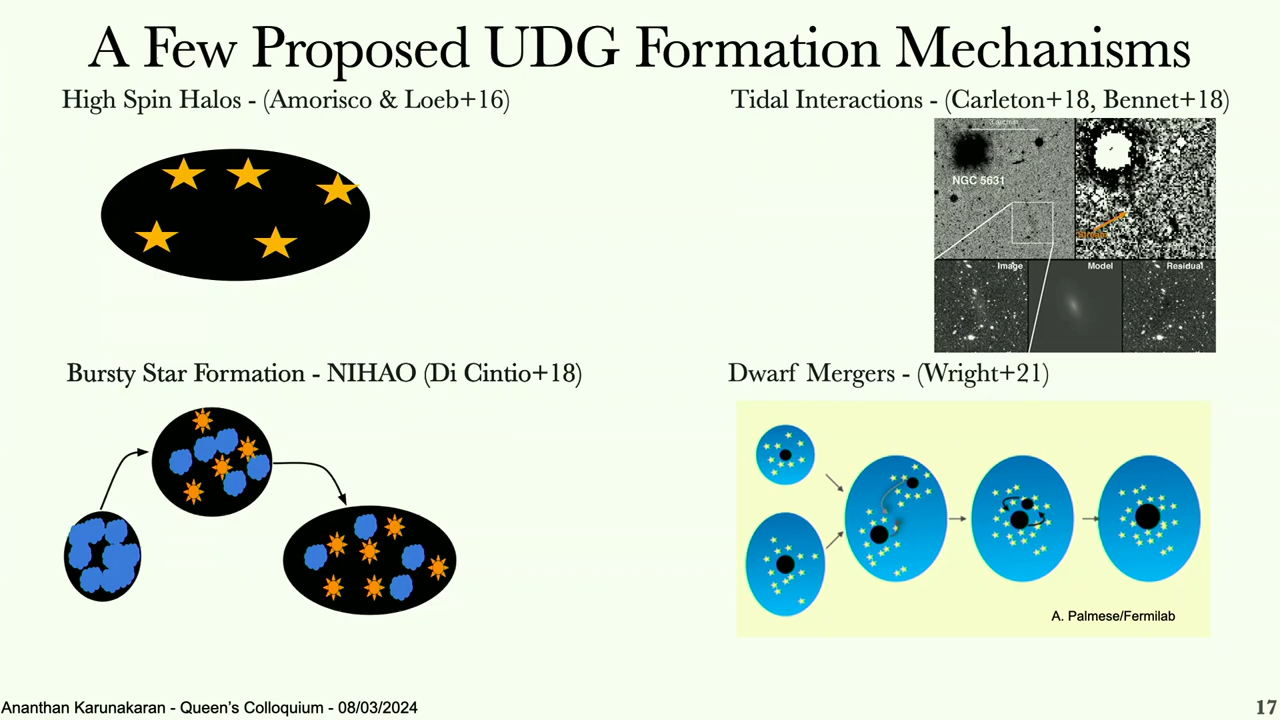 A Few Proposed UDG Formation Mechanisms
High Spin Halos - (Amorisco & Loeb+16)
Tidal Interactions - (Carleton+18, Bennet+18)
NGC 5631
Stream
Image
Model
Residual
Bursty Star Formation - NIHAO (Di Cintio+18)
Dwarf Mergers - (Wright+21)
A. Palmese/Fermilab
Ananthan Karunakaran - Queen's Colloquium - 08/03/2024
17